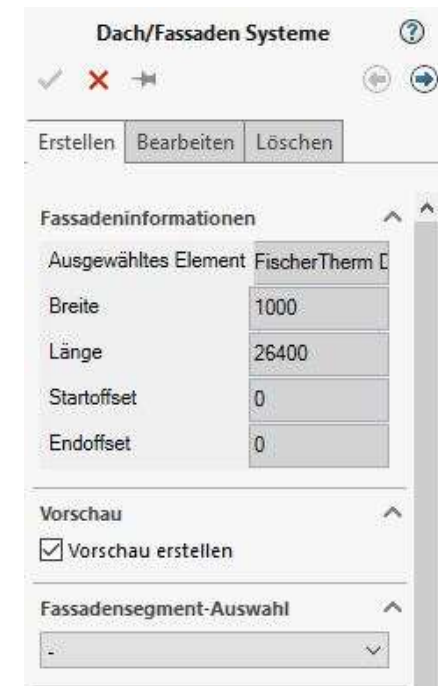 Dach/Fassaden Systeme
Erstellen Bearbeiten Löschen
Fassadeninformationen
Ausgewähltes Element FischerTherm D
Breite 1000
Länge 26400
Startoffset 0
Endoffset 0
Vorschau
Vorschau erstellen
Fassadensegment-Auswahl
-